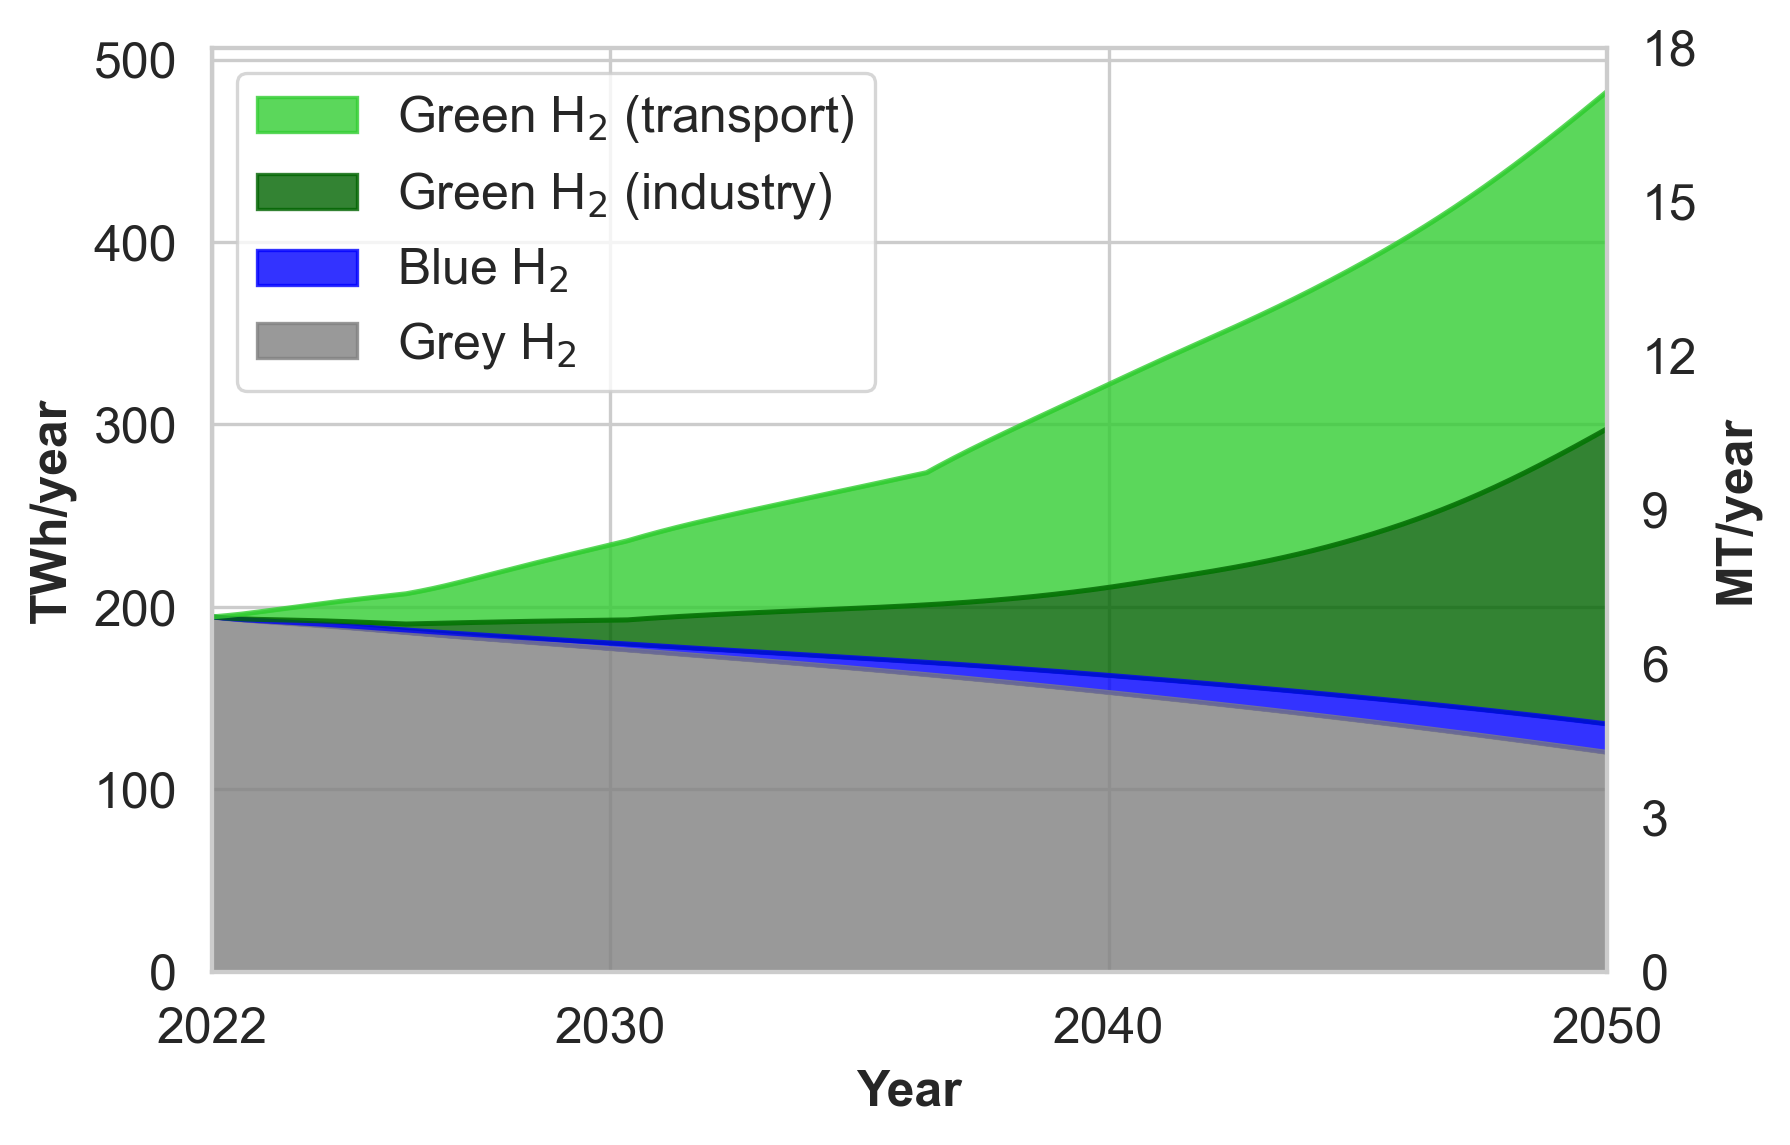 500
400
300
200
100
0
TWh/year
Green H₂ (transport)
Green H₂ (industry)
Blue H₂
Grey H₂
18
15
12
9
6
3
0
MT/year
2022 2030 2040 2050
Year